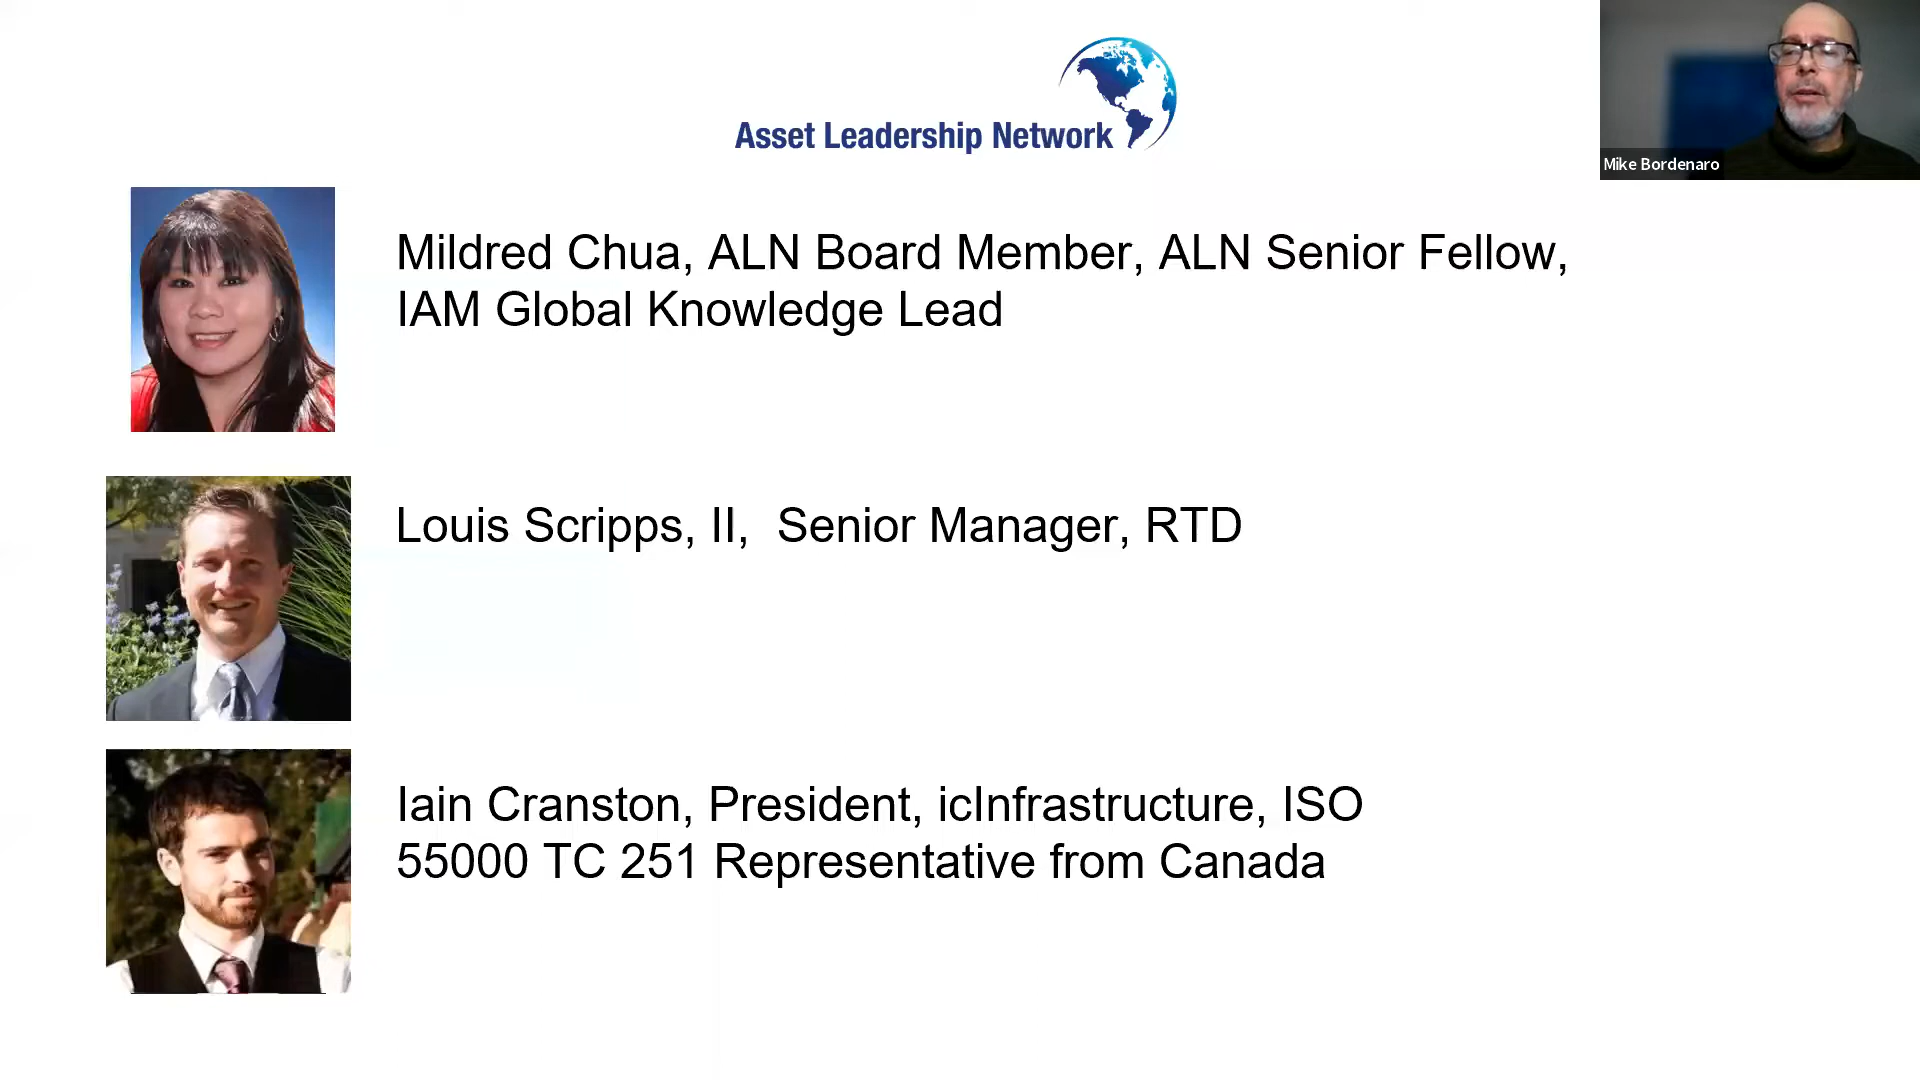 Asset Leadership Network
Mike Bordenaro
Mildred Chua, ALN Board Member, ALN Senior Fellow,
IAM Global Knowledge Lead
Louis Scripps, II,  Senior Manager, RTD
Iain Cranston, President, icInfrastructure, ISO
55000 TC 251 Representative from Canada